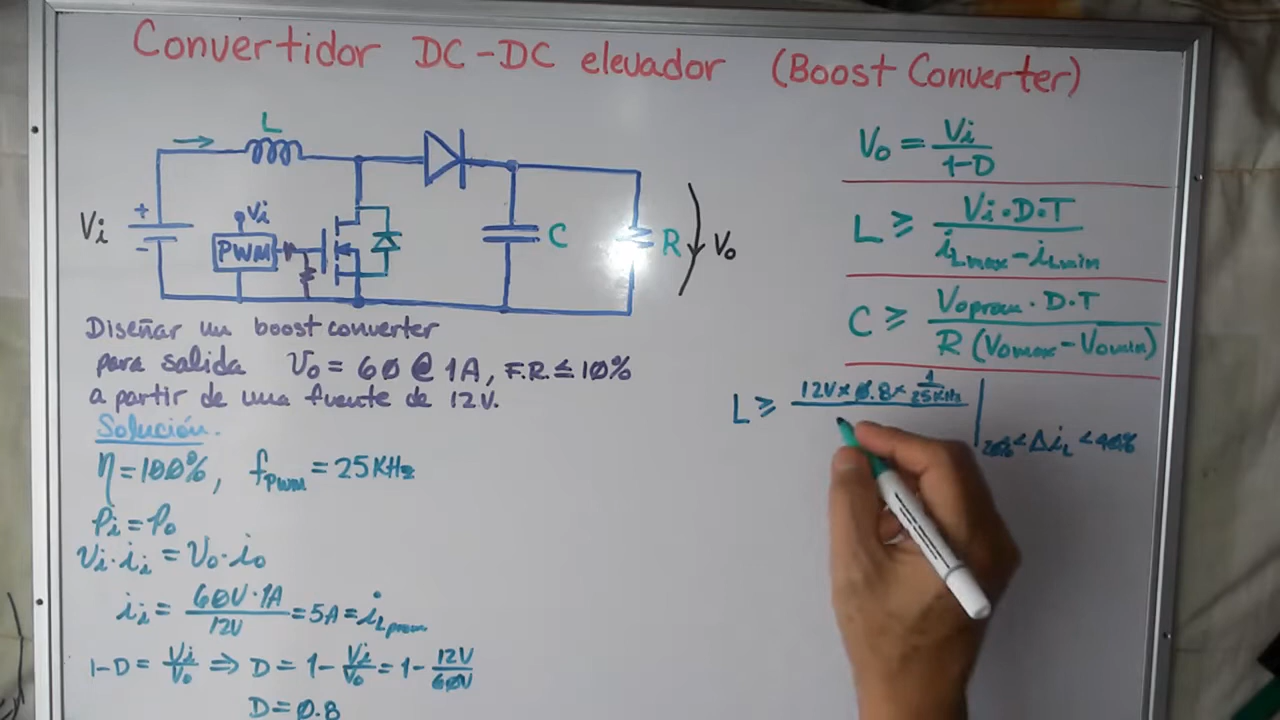 Convertidor DC-DC elevador (Boost Converter)
L
Vi
+
-
Vi
PWM
C
R
Vo
Vo = Vi / 1-D
L ≥ Vi·D·T / iLmax - iLmin
C ≥ Voprom·D·T / R(Vomax - Vomin)
Diseñar un boost converter
para salida Vo = 60 @ 1A, F.R. ≤ 10%
a partir de una fuente de 12V.
Solución.
η = 100%, fPWM = 25KHz
Pi = Po
Vi·ii = Vo·io
ii = 60V·1A / 12V = 5A = iLprom
1-D = Vi/Vo ⇒ D = 1 - Vi/Vo = 1 - 12V/60V
D = 0.8
L ≥ 12V × 0.8 × 1/25KHz
20% < ΔiL < 40%